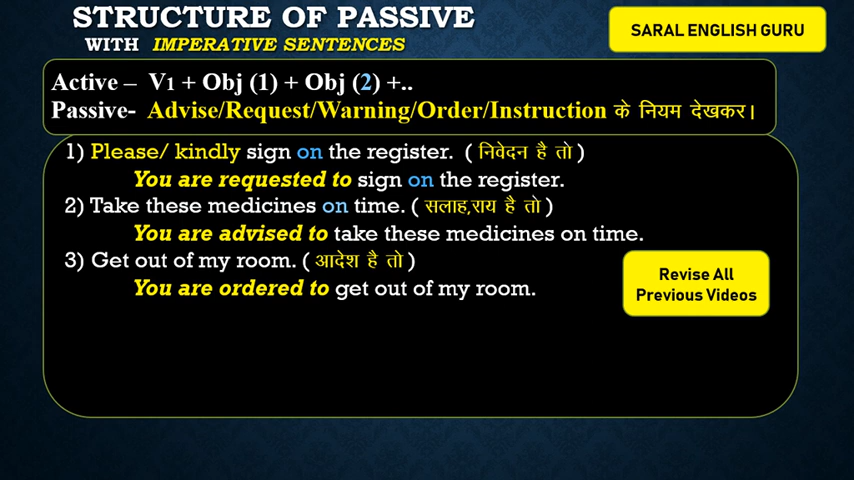 STRUCTURE OF PASSIVE
WITH IMPERATIVE SENTENCES
SARAL ENGLISH GURU
Active – V1 + Obj (1) + Obj (2) +..
Passive- Advise/Request/Warning/Order/Instruction के नियम देखकर।
1) Please/ kindly sign on the register. ( निवेदन है तो )
You are requested to sign on the register.
2) Take these medicines on time. ( सलाह,राय है तो )
You are advised to take these medicines on time.
3) Get out of my room. ( आदेश है तो )
You are ordered to get out of my room.
Revise All
Previous Videos